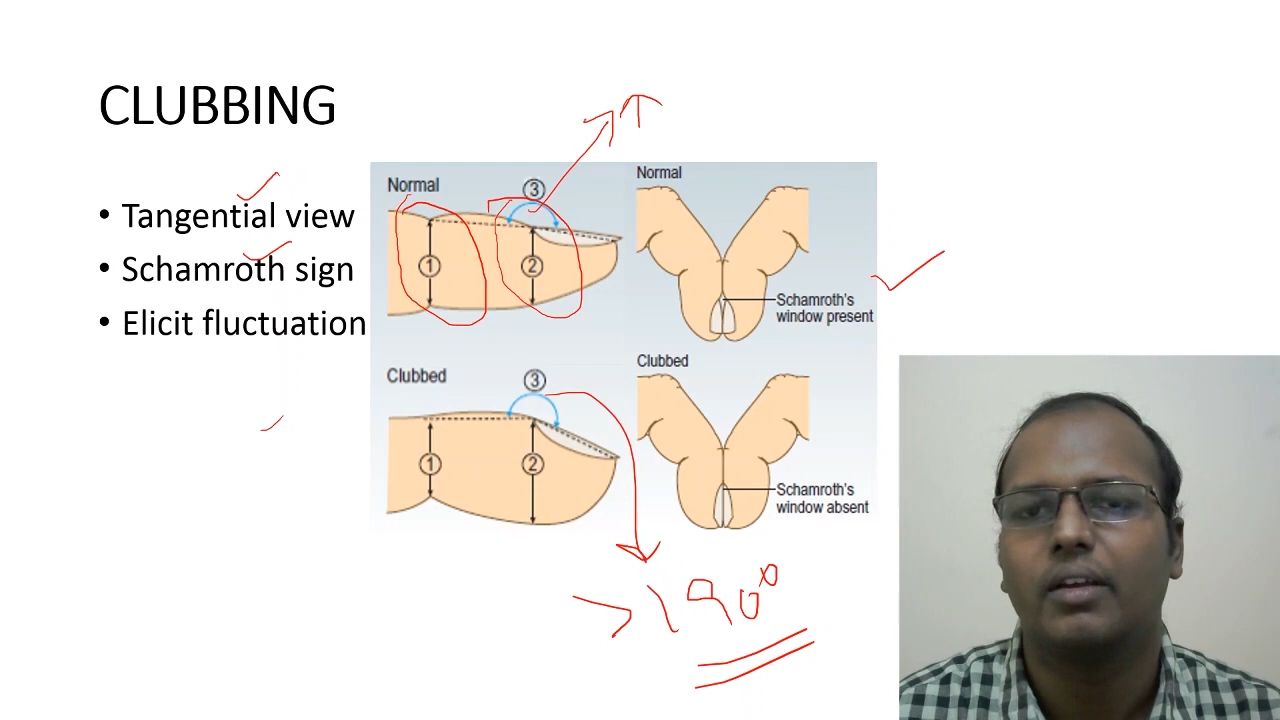 CLUBBING
• Tangential view
• Schamroth sign
• Elicit fluctuation
Normal
③
①
②
Normal
Schamroth's
window present
Clubbed
③
①
②
Clubbed
Schamroth's
window absent
>190°